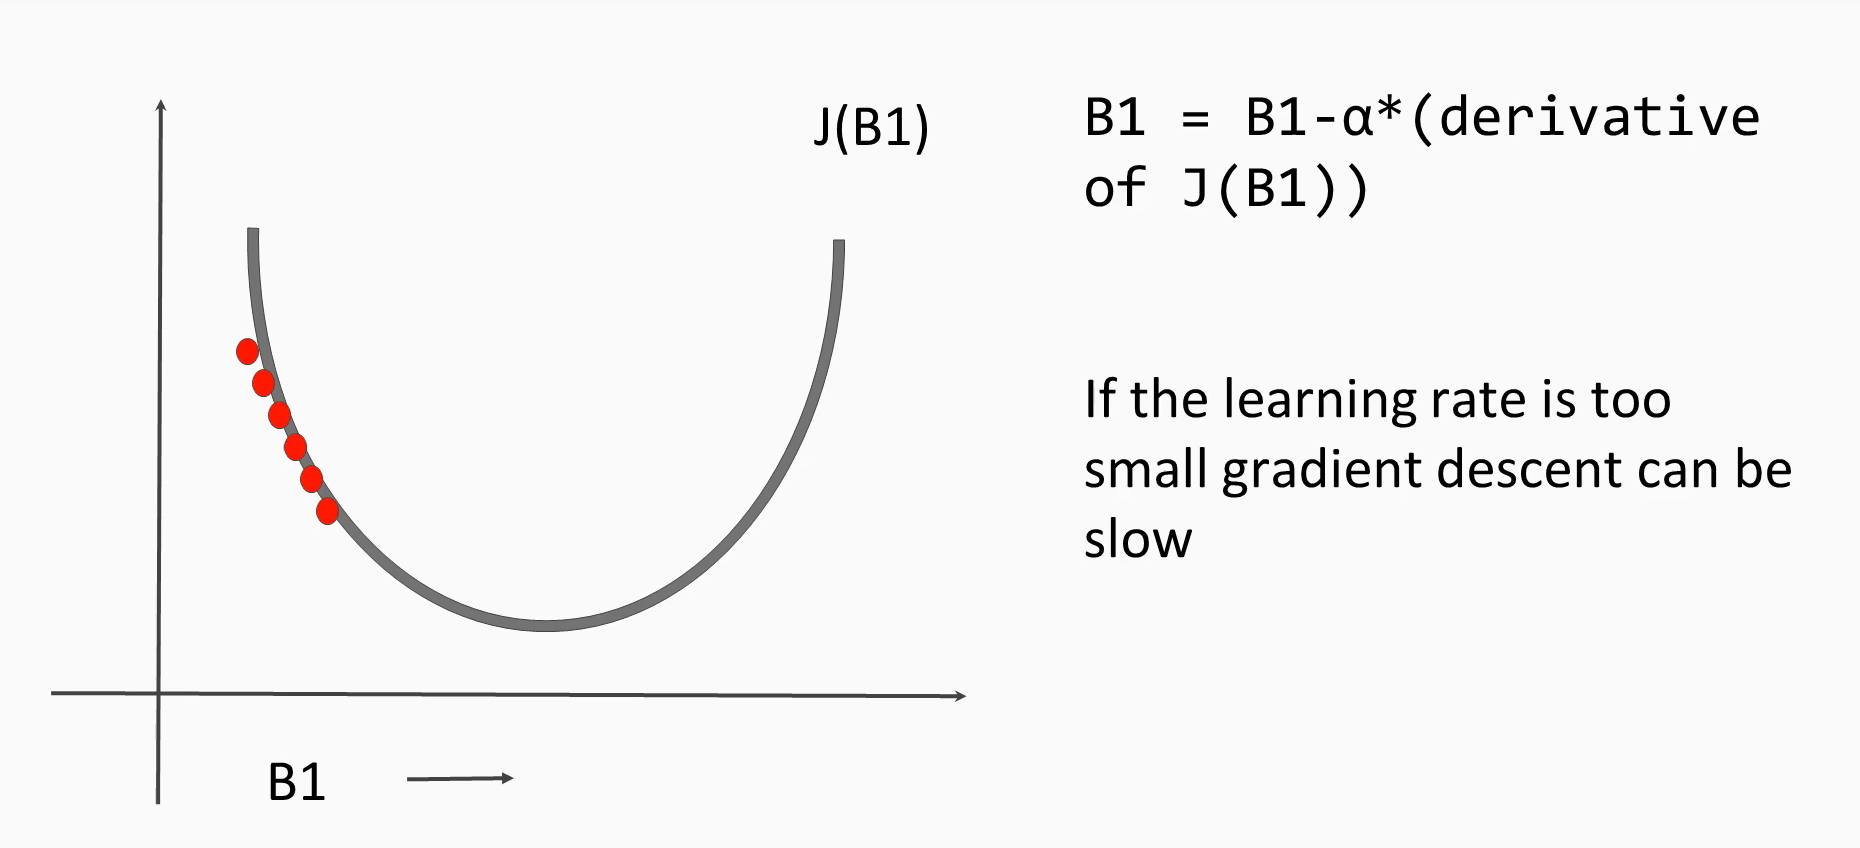 J(B1)
B1 = B1-α*(derivative
of J(B1))
If the learning rate is too
small gradient descent can be
slow
B1